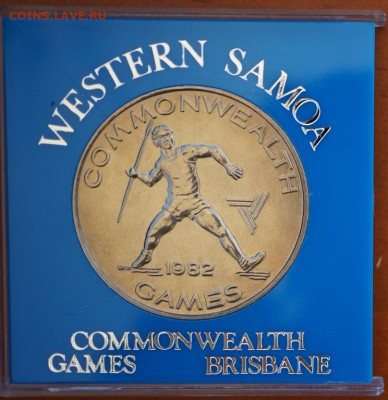 COINS.LAVE.RU
WESTERN SAMOA
COMMONWEALTH
1982
GAMES
COMMONWEALTH
GAMES BRISBANE